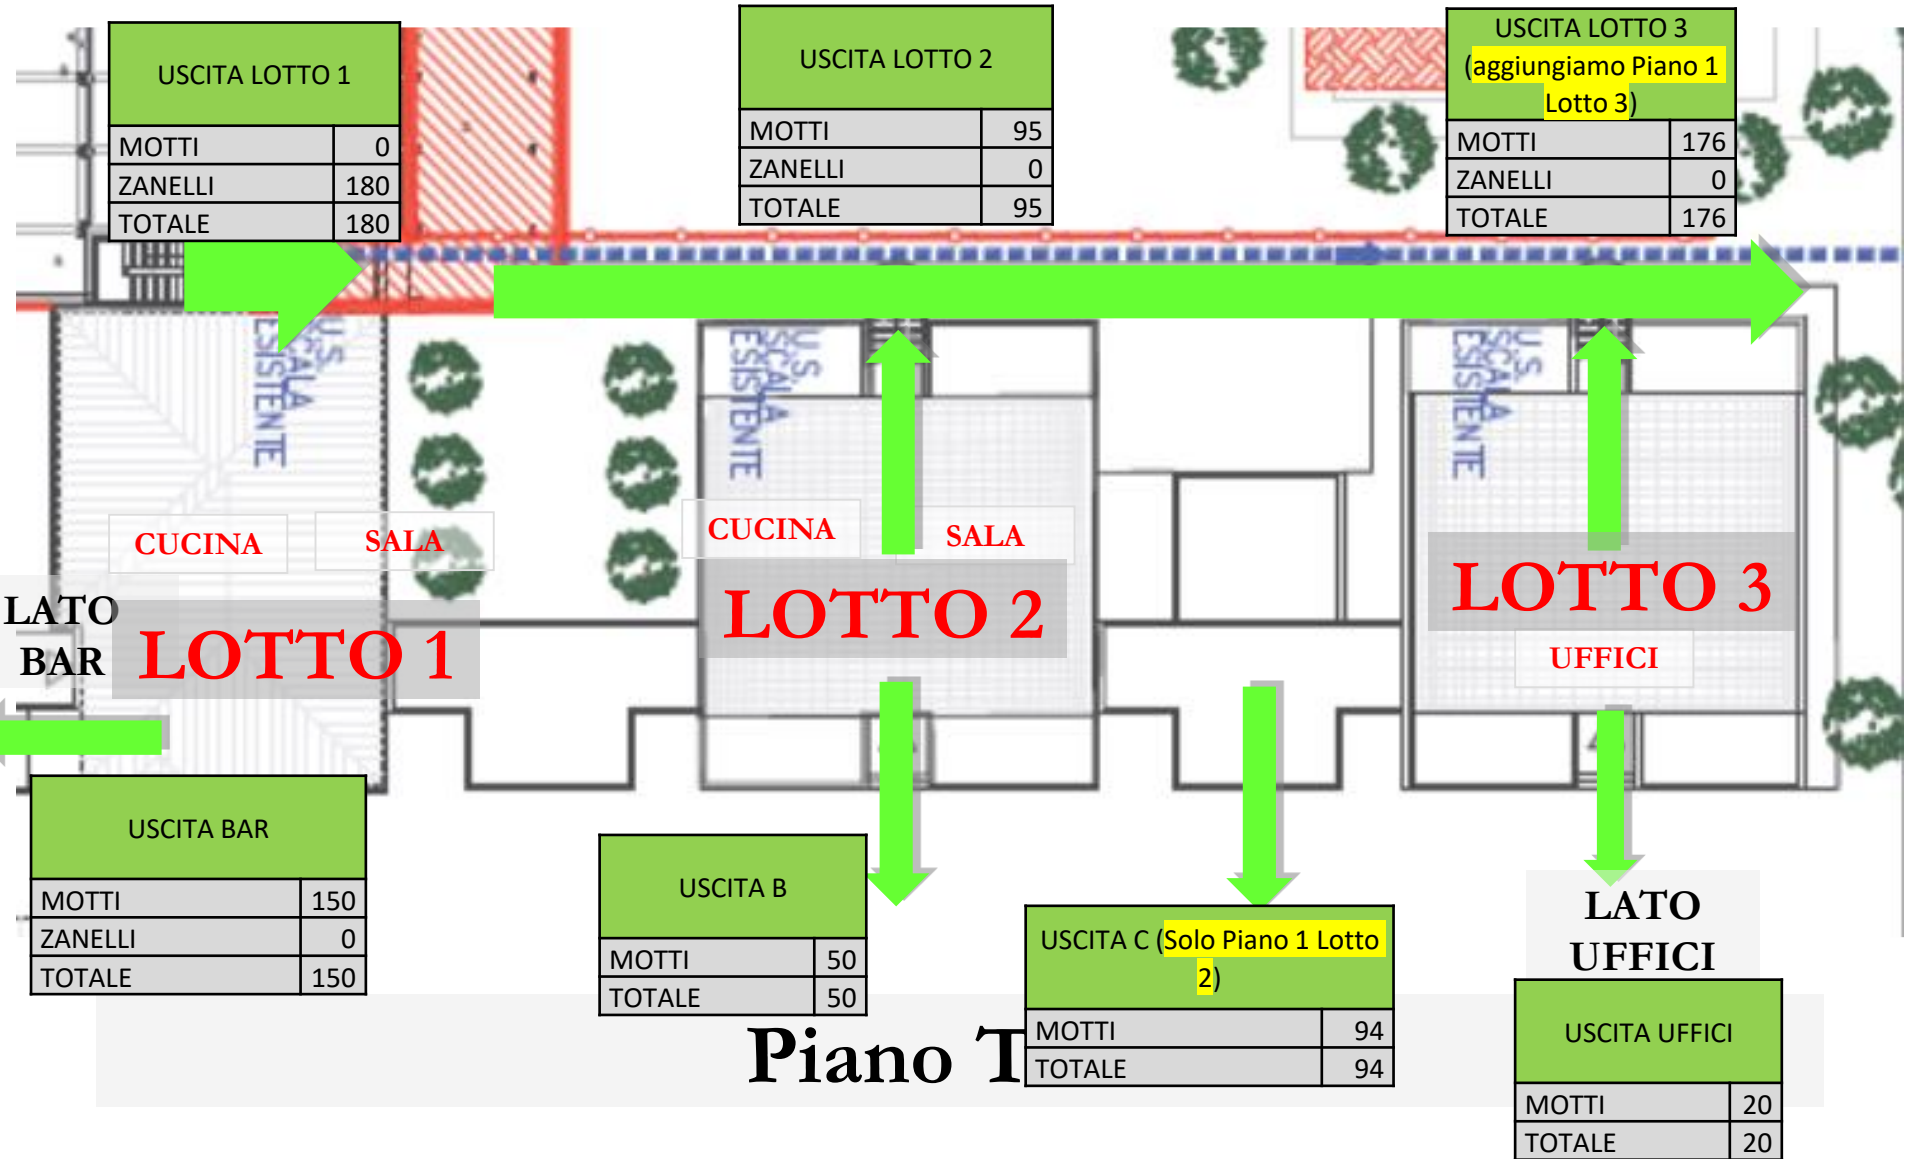 USCITA LOTTO 1
MOTTI 0
ZANELLI 180
TOTALE 180
USCITA LOTTO 2
MOTTI 95
ZANELLI 0
TOTALE 95
USCITA LOTTO 3
(aggiungiamo Piano 1
Lotto 3)
MOTTI 176
ZANELLI 0
TOTALE 176
U.S.
SCALA
ESISTENTE
U.S.
SCALA
ESISTENTE
U.S.
SCALA
ESISTENTE
CUCINA
SALA
CUCINA
SALA
LATO
BAR
LOTTO 1
LOTTO 2
LOTTO 3
UFFICI
USCITA BAR
MOTTI 150
ZANELLI 0
TOTALE 150
USCITA B
MOTTI 50
TOTALE 50
USCITA C (Solo Piano 1 Lotto
2)
MOTTI 94
TOTALE 94
LATO
UFFICI
USCITA UFFICI
MOTTI 20
TOTALE 20
Piano T